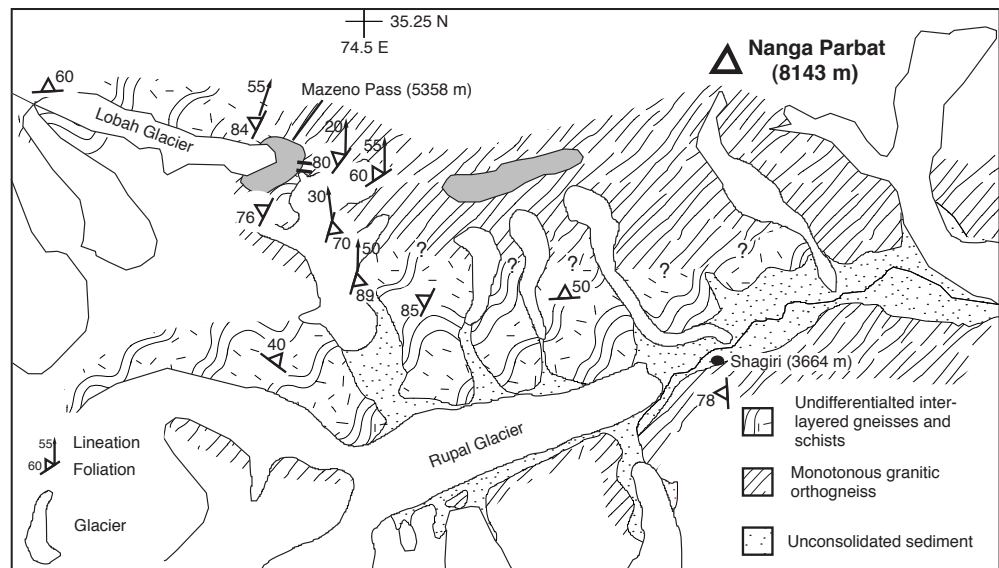 35.25 N
74.5 E
Nanga Parbat
(8143 m)
Mazeno Pass (5358 m)
Lobah Glacier
60
55
84
20
80
55
60
76
30
70
50
89
85
?
?
?
?
?
50
40
Shagiri (3664 m)
78
Rupal Glacier
55
Lineation
60
Foliation
Glacier
Undifferentialted inter-
layered gneisses and
schists
Monotonous granitic
orthogneiss
Unconsolidated sediment